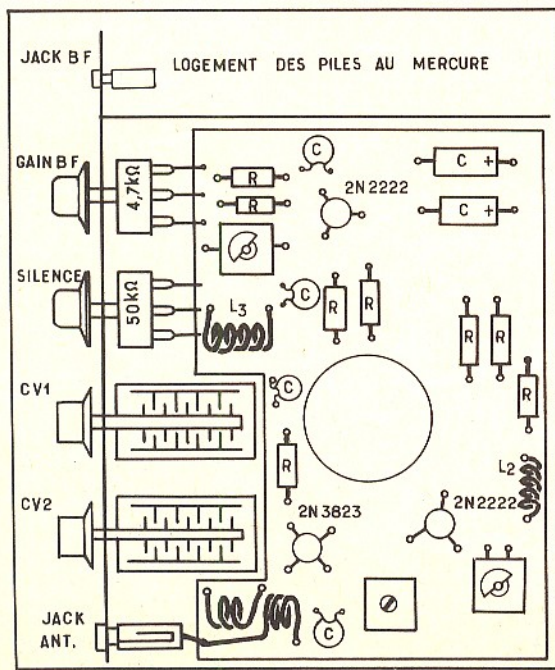 JACK BF
LOGEMENT DES PILES AU MERCURE
GAIN BF
4,7kΩ
R
R
C
2N2222
C +
C +
SILENCE
50kΩ
L3
C
R
R
R
R
R
CV1
C
R
L2
CV2
2N3823
2N2222
JACK
ANT.
C